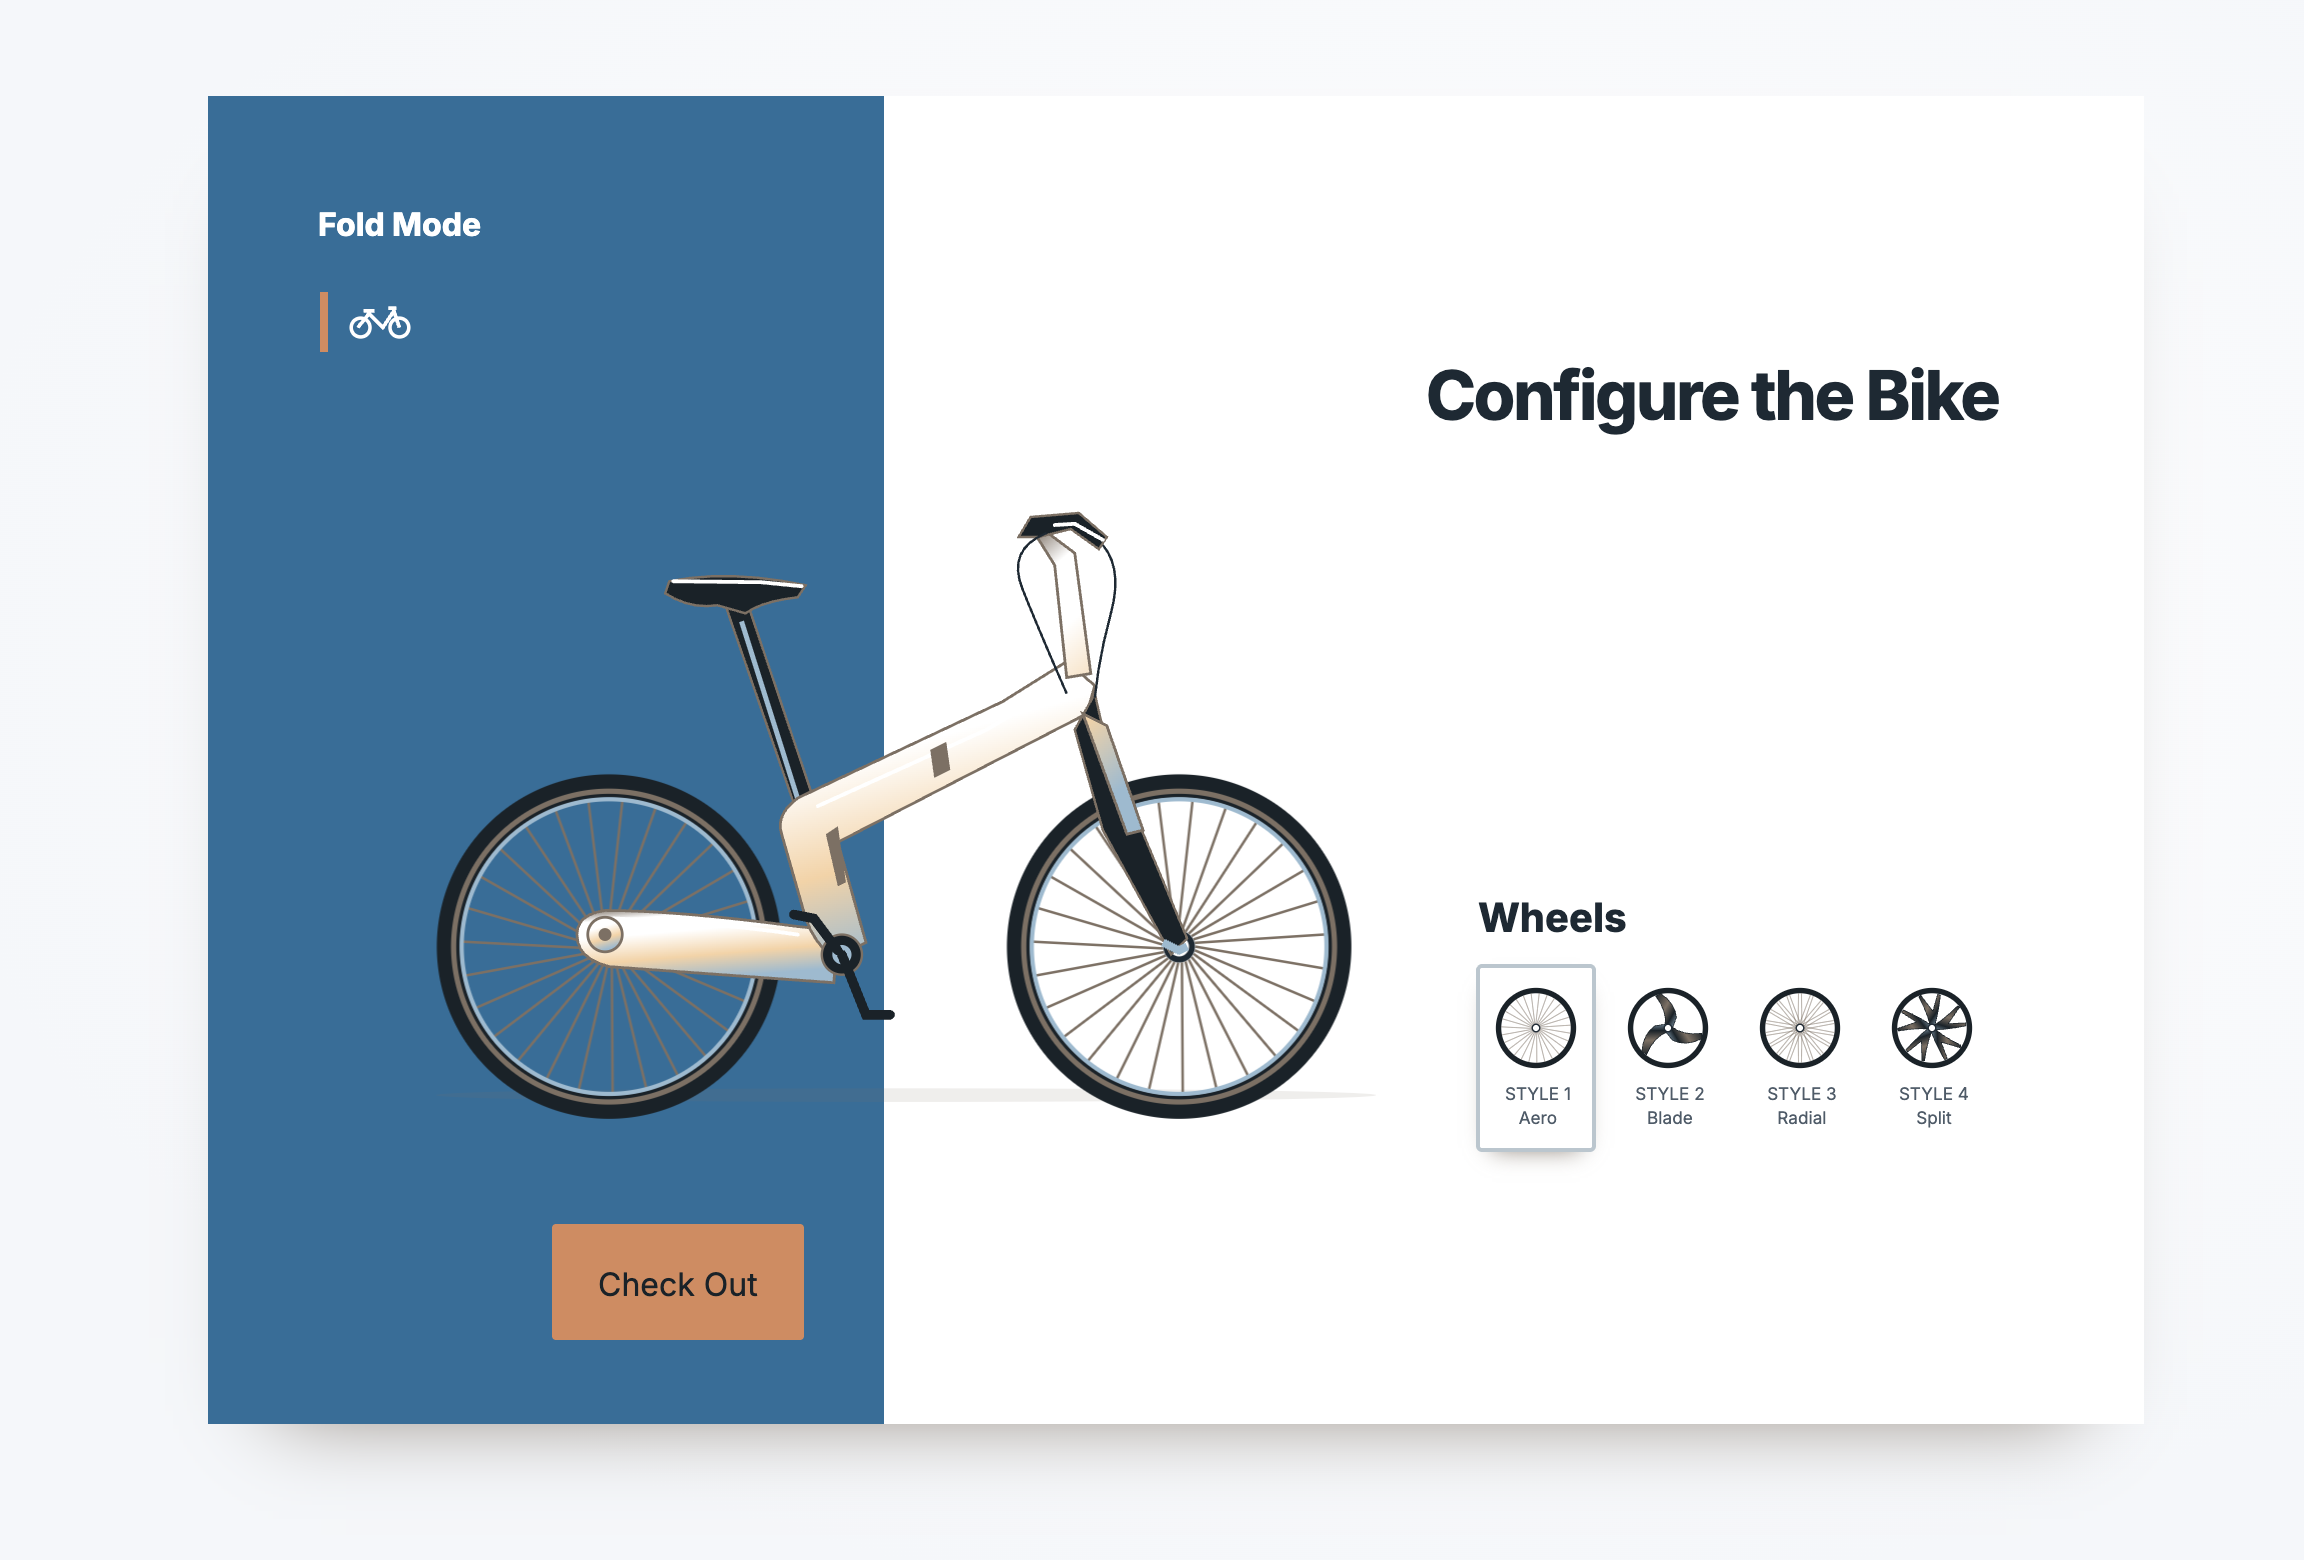 Fold Mode
Configure the Bike
Wheels
STYLE 1
Aero
STYLE 2
Blade
STYLE 3
Radial
STYLE 4
Split
Check Out